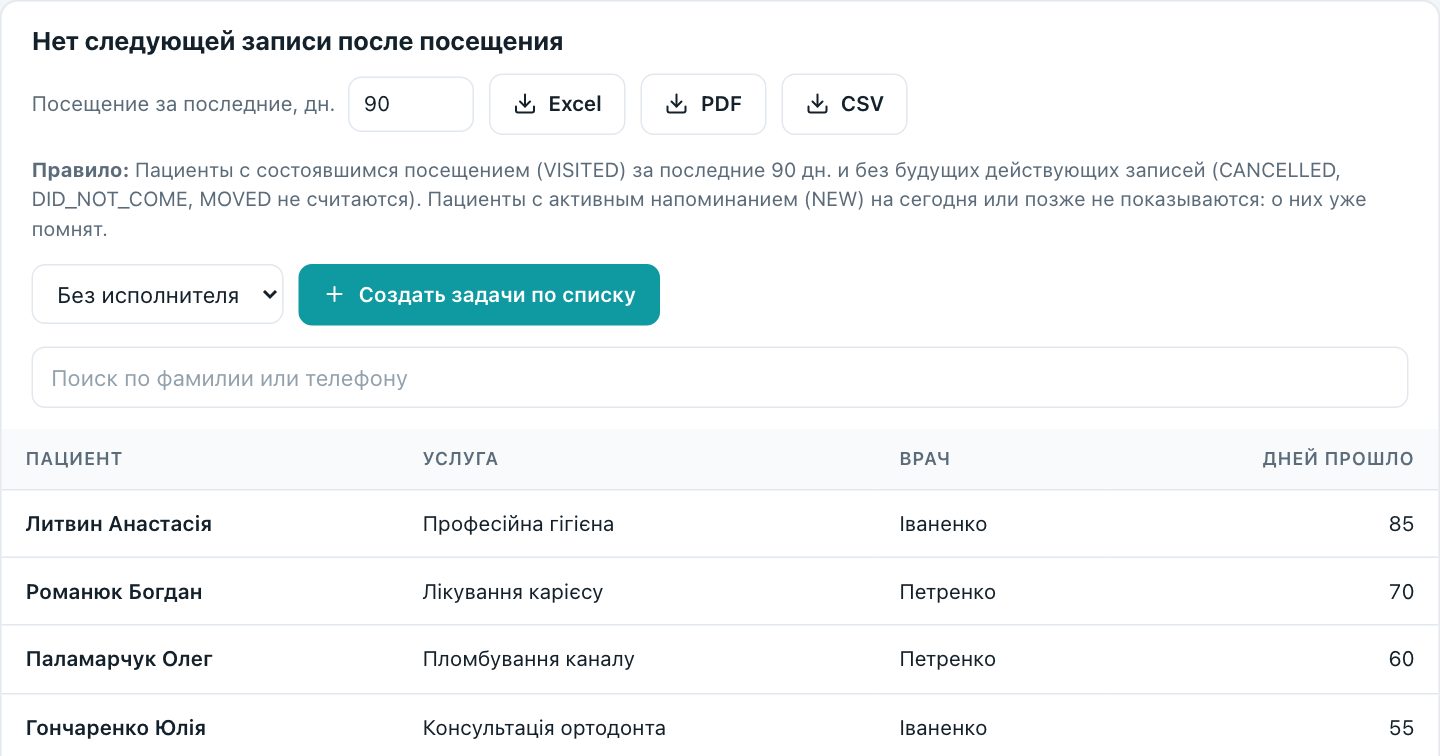 Нет следующей записи после посещения
Посещение за последние, дн. 90 Excel PDF CSV
Правило: Пациенты с состоявшимся посещением (VISITED) за последние 90 дн. и без будущих действующих записей (CANCELLED,
DID_NOT_COME, MOVED не считаются). Пациенты с активным напоминанием (NEW) на сегодня или позже не показываются: о них уже
помнят.
Без исполнителя + Создать задачи по списку
Поиск по фамилии или телефону
ПАЦИЕНТ УСЛУГА ВРАЧ ДНЕЙ ПРОШЛО
Литвин Анастасія Професійна гігієна Іваненко 85
Романюк Богдан Лікування карієсу Петренко 70
Паламарчук Олег Пломбування каналу Петренко 60
Гончаренко Юлія Консультація ортодонта Іваненко 55